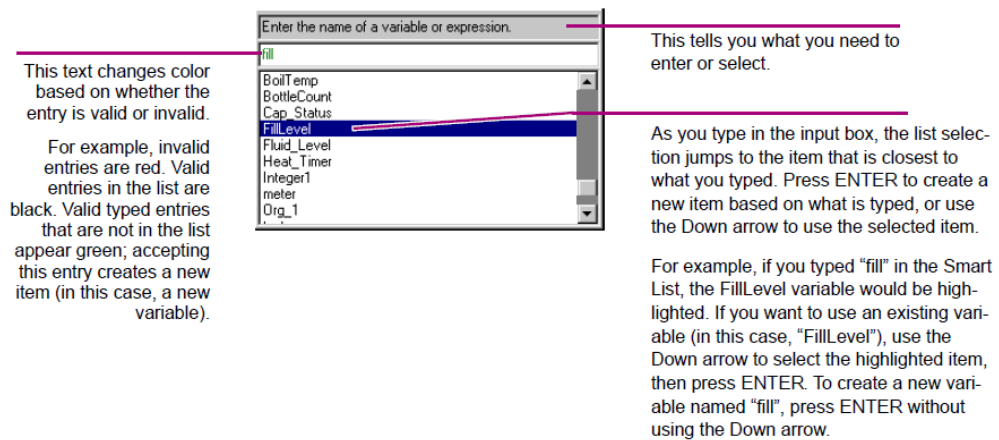 Enter the name of a variable or expression.
fill
BoilTemp
BottleCount
Cap_Status
FillLevel
Fluid_Level
Heat_Timer
Integer1
meter
Org_1
This text changes color
based on whether the
entry is valid or invalid.
For example, invalid
entries are red. Valid
entries in the list are
black. Valid typed entries
that are not in the list
appear green; accepting
this entry creates a new
item (in this case, a new
variable).
This tells you what you need to
enter or select.
As you type in the input box, the list selec-
tion jumps to the item that is closest to
what you typed. Press ENTER to create a
new item based on what is typed, or use
the Down arrow to use the selected item.
For example, if you typed “fill” in the Smart
List, the FillLevel variable would be high-
lighted. If you want to use an existing vari-
able (in this case, “FillLevel”), use the
Down arrow to select the highlighted item,
then press ENTER. To create a new vari-
able named “fill”, press ENTER without
using the Down arrow.